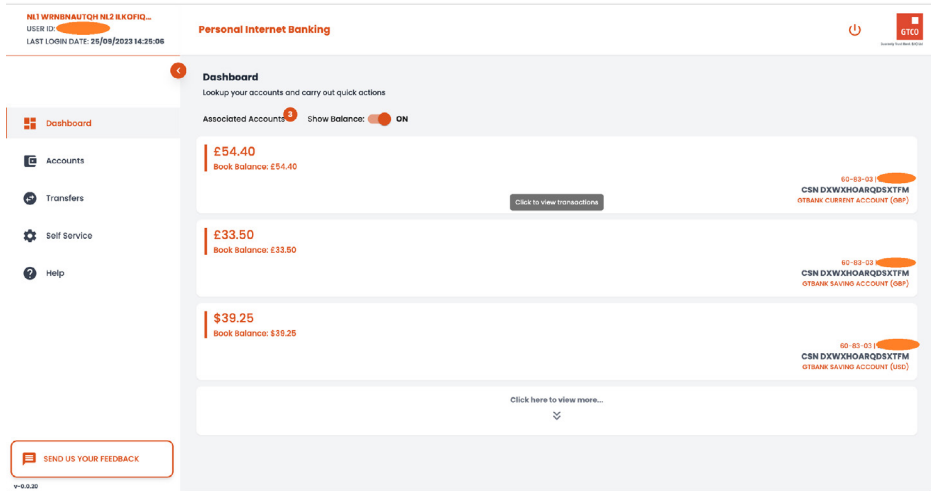 NL1 WRNBNAUTQH NL2 ILKOFIQ...
USER ID:
LAST LOGIN DATE: 25/09/2023 14:25:06
Personal Internet Banking
GTCO
Dashboard
Lookup your accounts and carry out quick actions
Associated Accounts 3 Show Balance: ON
Dashboard
Accounts
Transfers
Self Service
Help
£54.40
Book Balance: £54.40
60-83-03 |
CSN DXWXHOARQDSXTFM
GTBANK CURRENT ACCOUNT (GBP)
Click to view transactions
£33.50
Book Balance: £33.50
60-83-03 |
CSN DXWXHOARQDSXTFM
GTBANK SAVING ACCOUNT (GBP)
$39.25
Book Balance: $39.25
60-83-03 |
CSN DXWXHOARQDSXTFM
GTBANK SAVING ACCOUNT (USD)
Click here to view more...
SEND US YOUR FEEDBACK
v-0.0.20